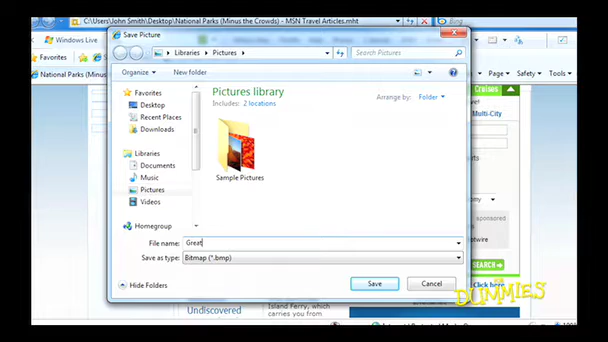 C:\Users\John Smith\Desktop\National Parks (Minus the Crowds) - MSN Travel Articles.mht
Bing
Windows Live
Favorites
National Parks (Minus
Page
Safety
Tools
Save Picture
Libraries
Pictures
Search Pictures
Organize
New folder
Favorites
Desktop
Recent Places
Downloads
Libraries
Documents
Music
Pictures
Videos
Homegroup
Pictures library
Includes: 2 locations
Arrange by: Folder
Sample Pictures
File name: Great
Save as type: Bitmap (*.bmp)
Hide Folders
Save
Cancel
Cruises
Multi-City
sponsored
SEARCH
Click here
DUMMIES
Undiscovered
Island Ferry, which
carries you from